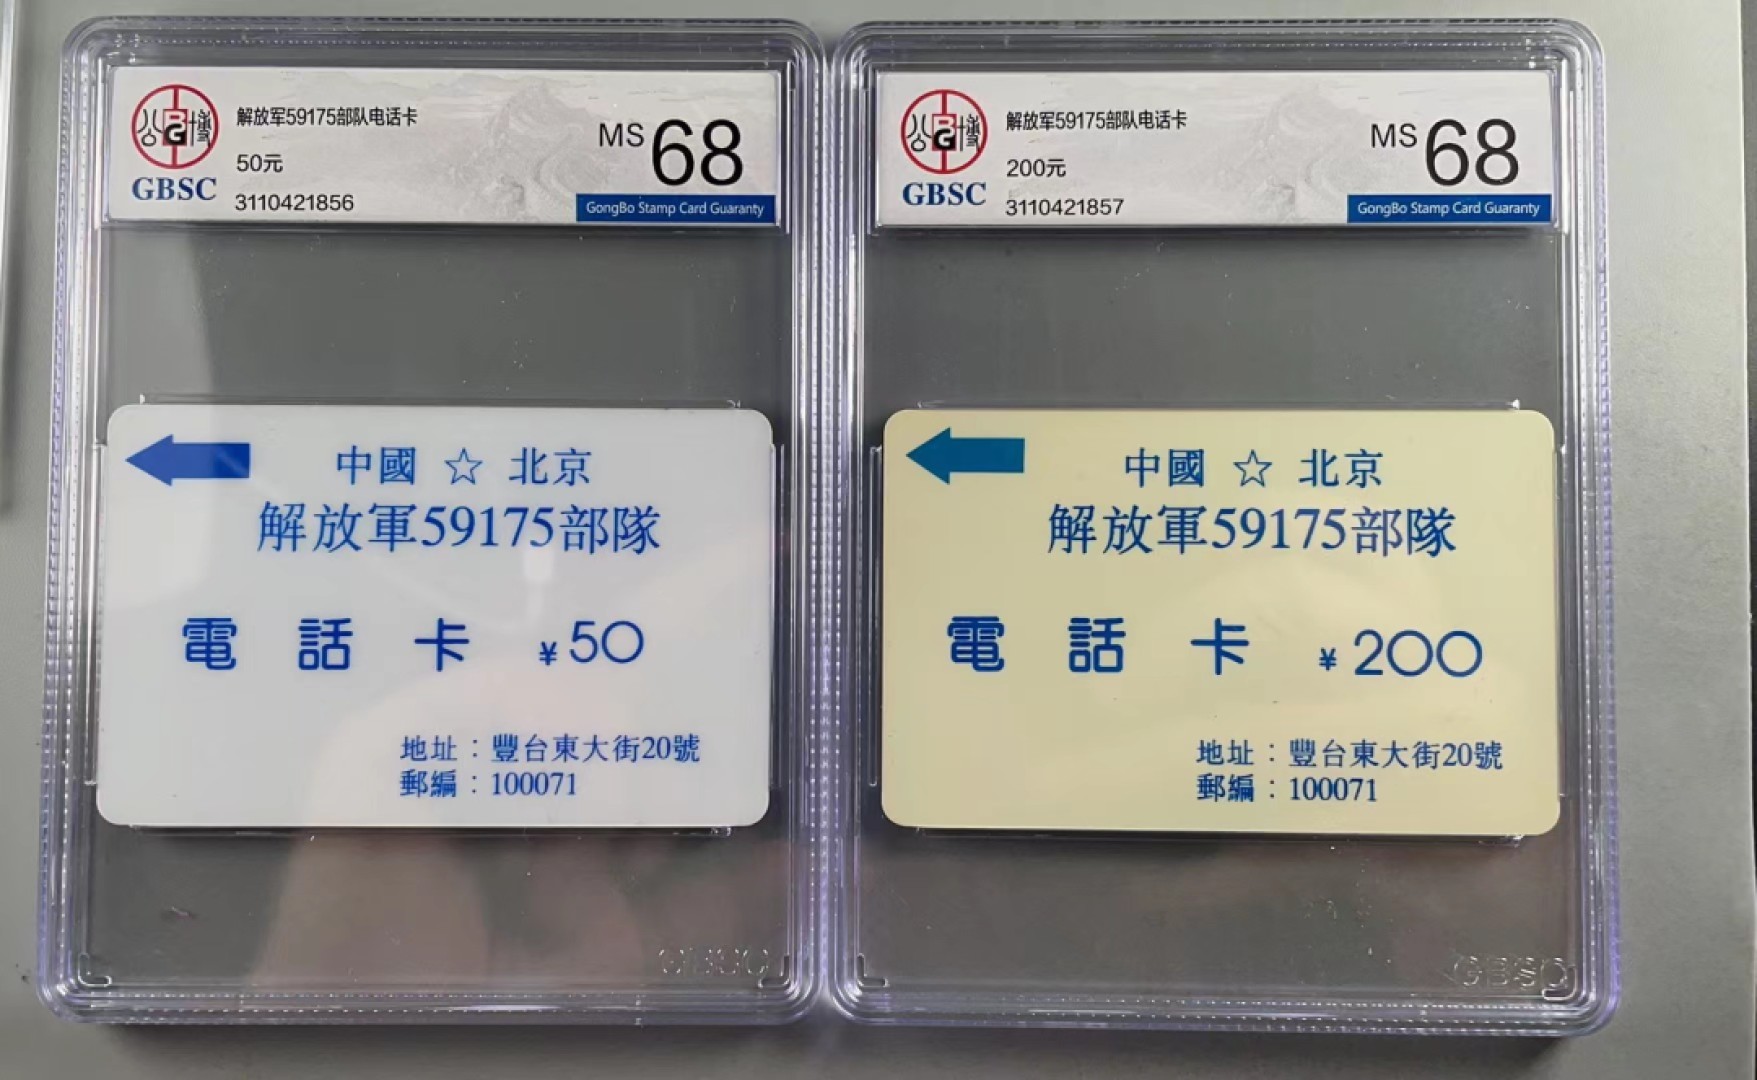 解放军59175部队电话卡
50元
3110421856
GBSC
MS 68
GongBo Stamp Card Guaranty
中國 ☆ 北京
解放軍59175部隊
電話卡 ¥50
地址：豐台東大街20號
郵編：100071
解放军59175部队电话卡
200元
3110421857
GBSC
MS 68
GongBo Stamp Card Guaranty
中國 ☆ 北京
解放軍59175部隊
電話卡 ¥200
地址：豐台東大街20號
郵編：100071
GBSC